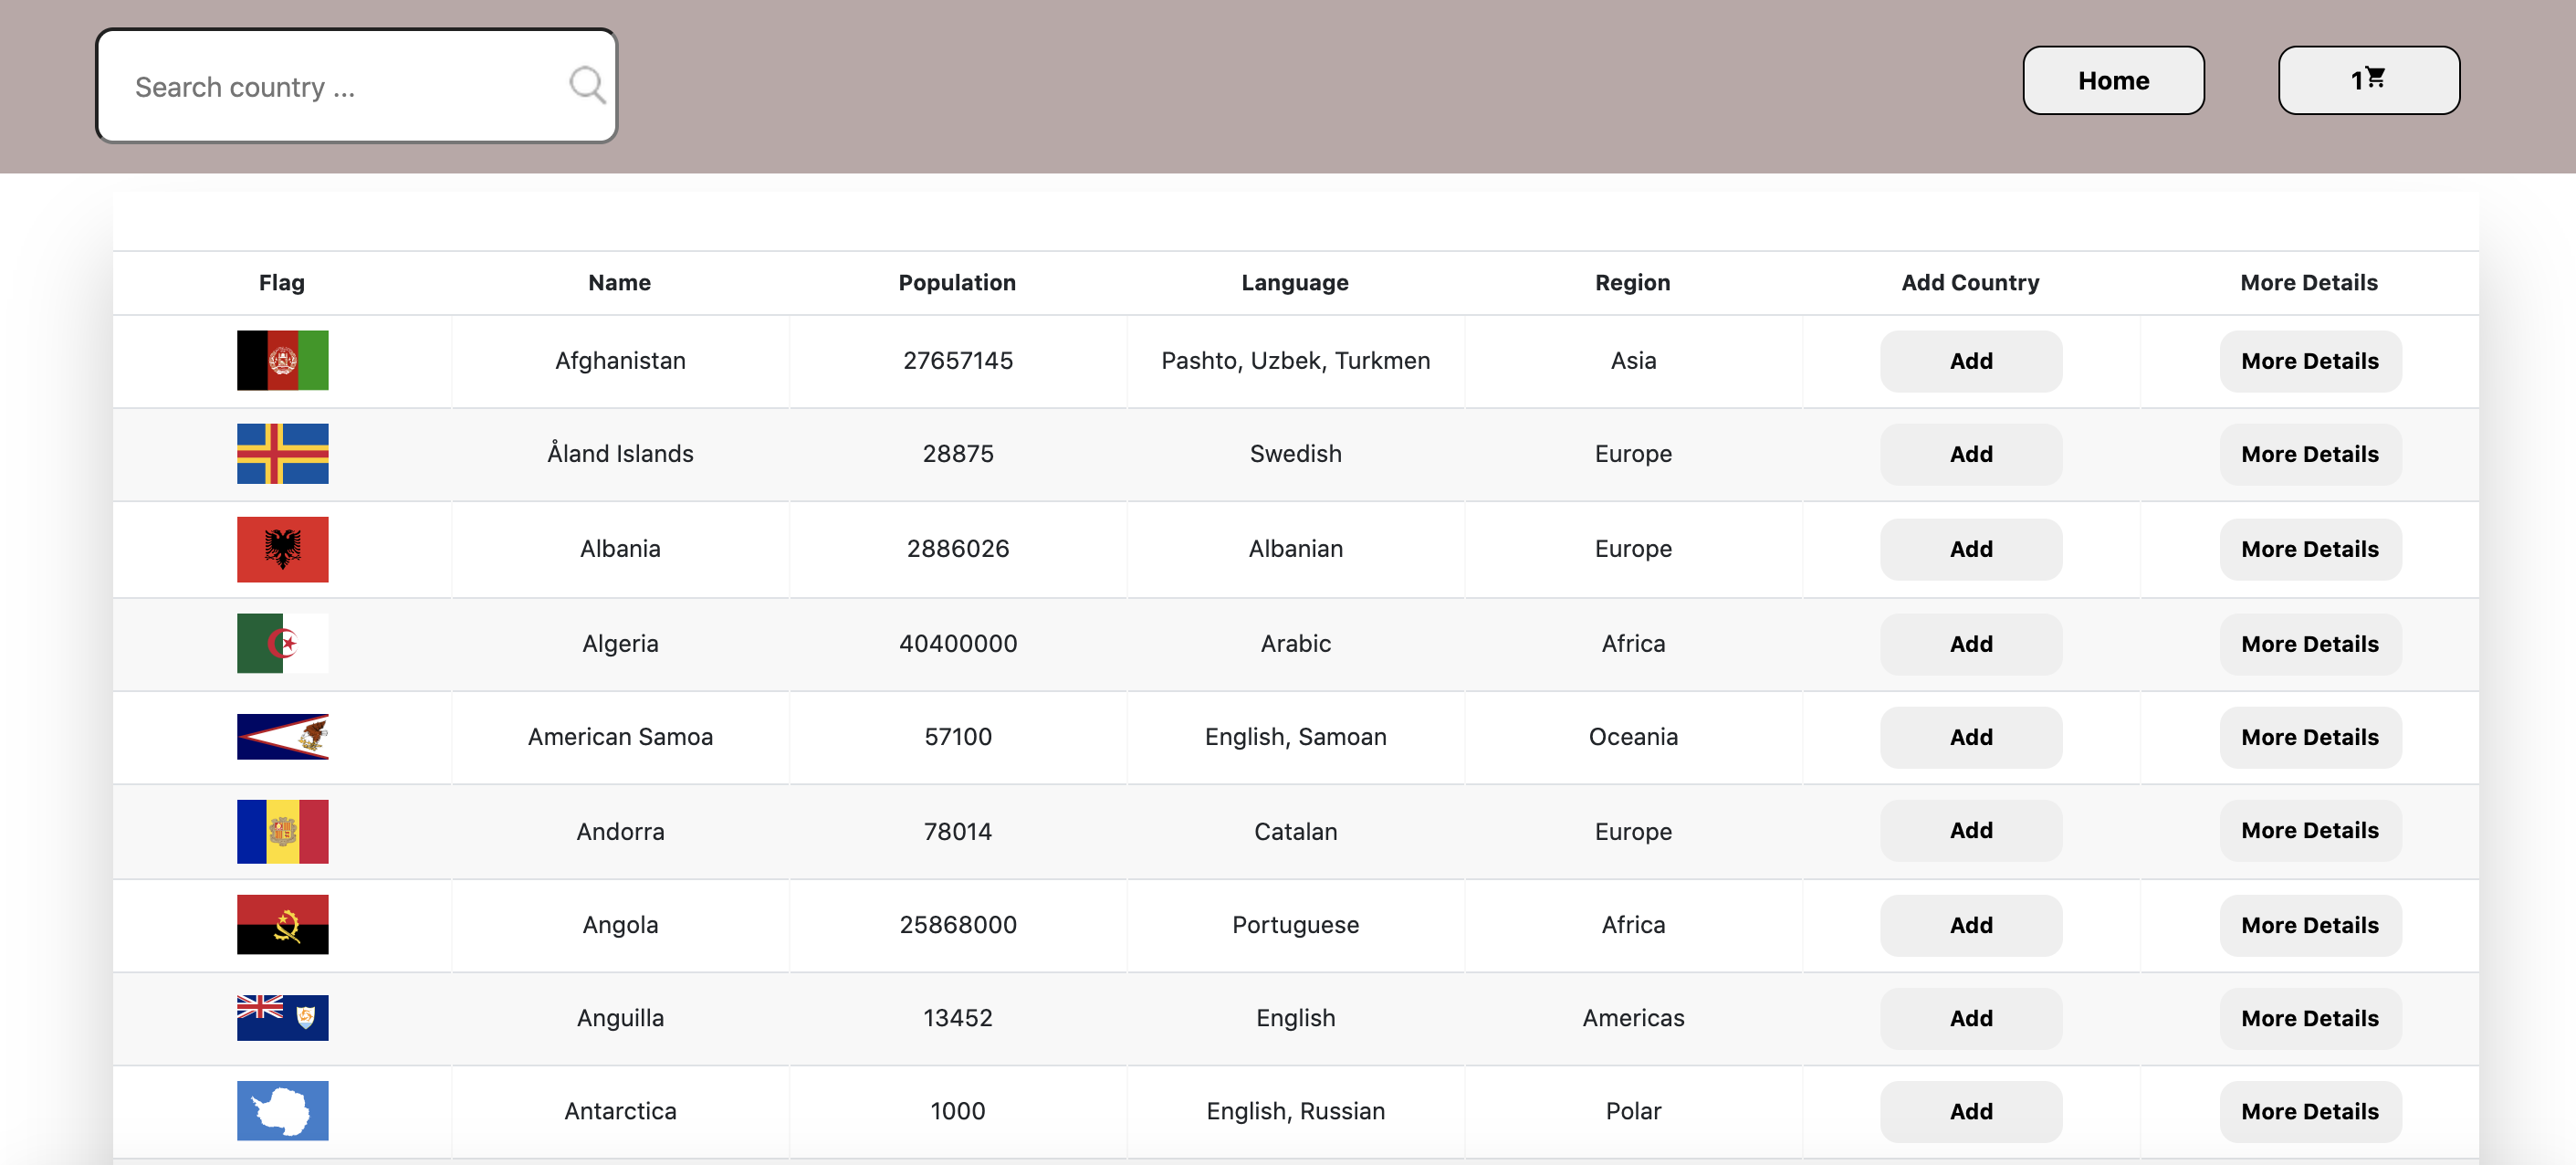 Search country ...
Home
1
Flag Name Population Language Region Add Country More Details
Afghanistan 27657145 Pashto, Uzbek, Turkmen Asia Add More Details
Åland Islands 28875 Swedish Europe Add More Details
Albania 2886026 Albanian Europe Add More Details
Algeria 40400000 Arabic Africa Add More Details
American Samoa 57100 English, Samoan Oceania Add More Details
Andorra 78014 Catalan Europe Add More Details
Angola 25868000 Portuguese Africa Add More Details
Anguilla 13452 English Americas Add More Details
Antarctica 1000 English, Russian Polar Add More Details